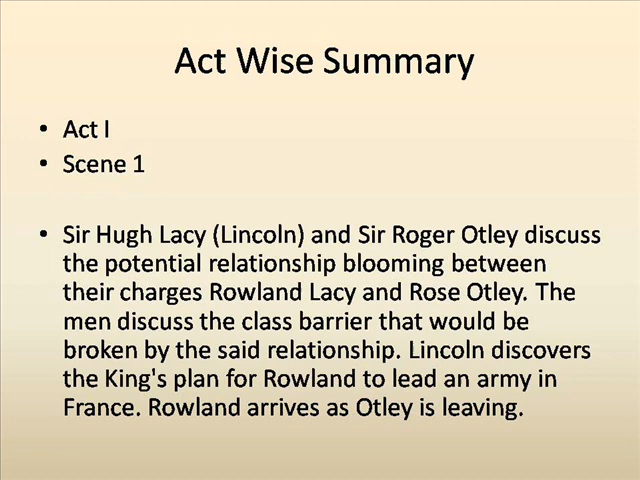 Act Wise Summary
• Act I
• Scene 1
• Sir Hugh Lacy (Lincoln) and Sir Roger Otley discuss
the potential relationship blooming between
their charges Rowland Lacy and Rose Otley. The
men discuss the class barrier that would be
broken by the said relationship. Lincoln discovers
the King's plan for Rowland to lead an army in
France. Rowland arrives as Otley is leaving.